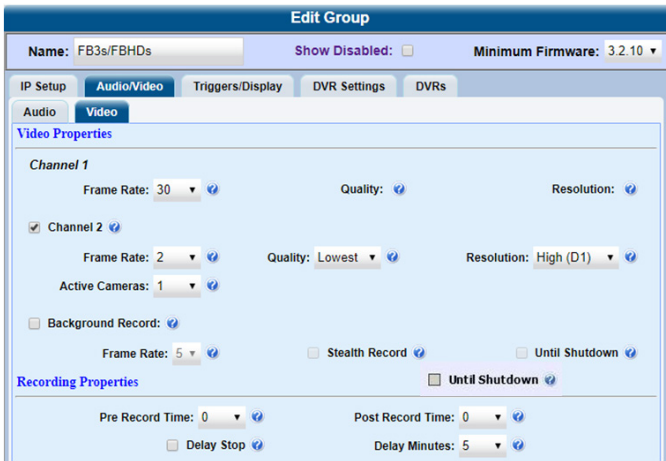 Edit Group
Name: FB3s/FBHDs Show Disabled: Minimum Firmware: 3.2.10
IP Setup Audio/Video Triggers/Display DVR Settings DVRs
Audio Video
Video Properties
Channel 1
Frame Rate: 30 Quality: Resolution:
Channel 2
Frame Rate: 2 Quality: Lowest Resolution: High (D1)
Active Cameras: 1
Background Record:
Frame Rate: 5 Stealth Record Until Shutdown
Recording Properties Until Shutdown
Pre Record Time: 0 Post Record Time: 0
Delay Stop Delay Minutes: 5